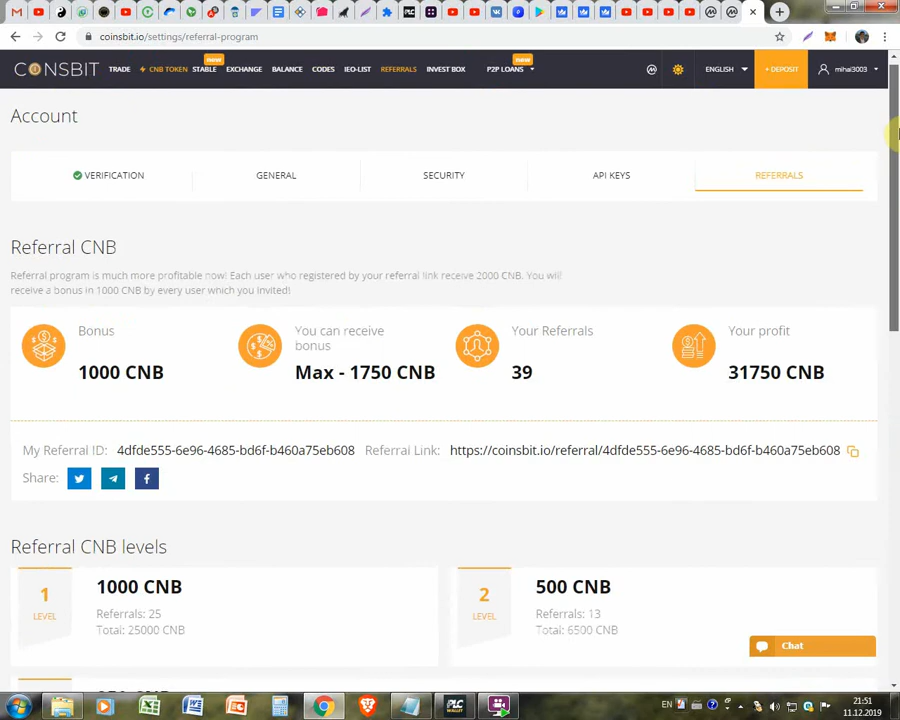 coinsbit.io/settings/referral-program
COINSBIT
TRADE
CNB TOKEN
STABLE
new
EXCHANGE
BALANCE
CODES
IEO-LIST
REFERRALS
INVEST BOX
P2P LOANS
new
ENGLISH
+ DEPOSIT
mihai3003
Account
VERIFICATION
GENERAL
SECURITY
API KEYS
REFERRALS
Referral CNB
Referral program is much more profitable now! Each user who registered by your referral link receive 2000 CNB. You will
receive a bonus in 1000 CNB by every user which you invited!
Bonus
1000 CNB
You can receive
bonus
Max - 1750 CNB
Your Referrals
39
Your profit
31750 CNB
My Referral ID: 4dfde555-6e96-4685-bd6f-b460a75eb608 Referral Link: https://coinsbit.io/referral/4dfde555-6e96-4685-bd6f-b460a75eb608
Share:
Referral CNB levels
1
LEVEL
1000 CNB
Referrals: 25
Total: 25000 CNB
2
LEVEL
500 CNB
Referrals: 13
Total: 6500 CNB
Chat
PLC
EN
21:51
11.12.2019